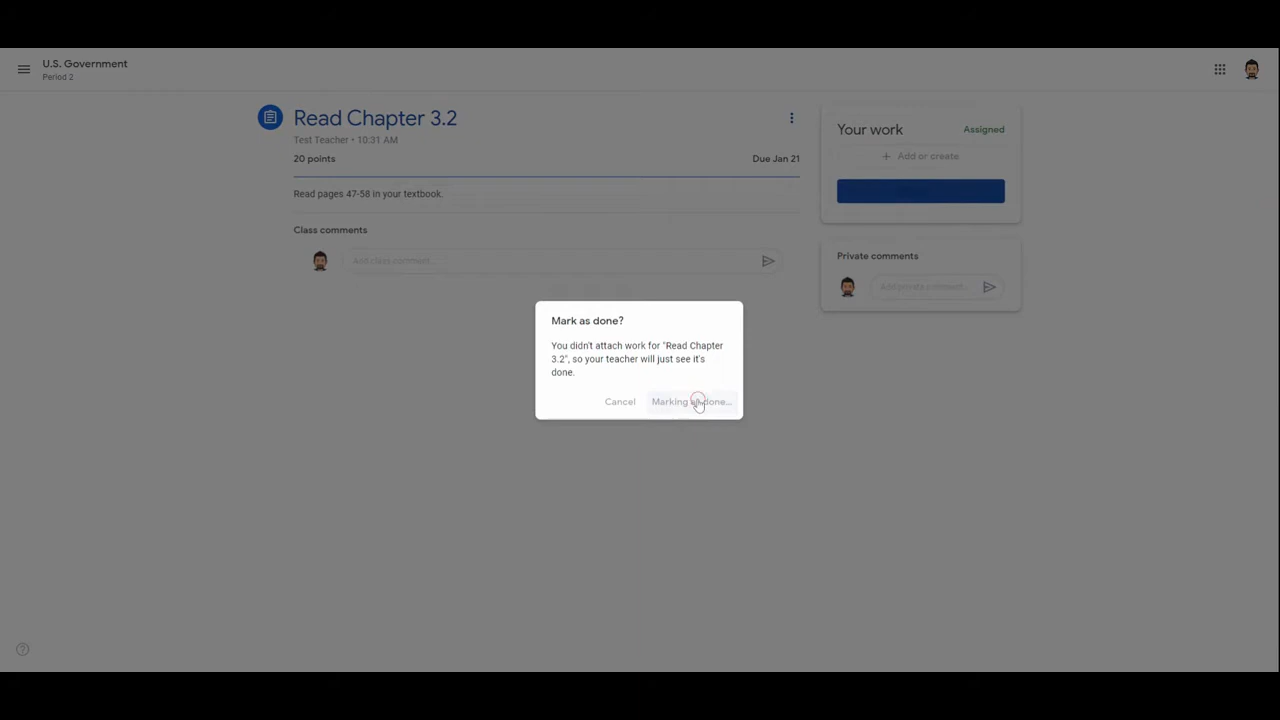 U.S. Government
Period 2
Read Chapter 3.2
Test Teacher • 10:31 AM
20 points
Due Jan 21
Read pages 47-58 in your textbook.
Class comments
Add class comment...
Your work
Assigned
+ Add or create
Private comments
Add private comment...
Mark as done?
You didn't attach work for "Read Chapter
3.2", so your teacher will just see it's
done.
Cancel
Marking as done...